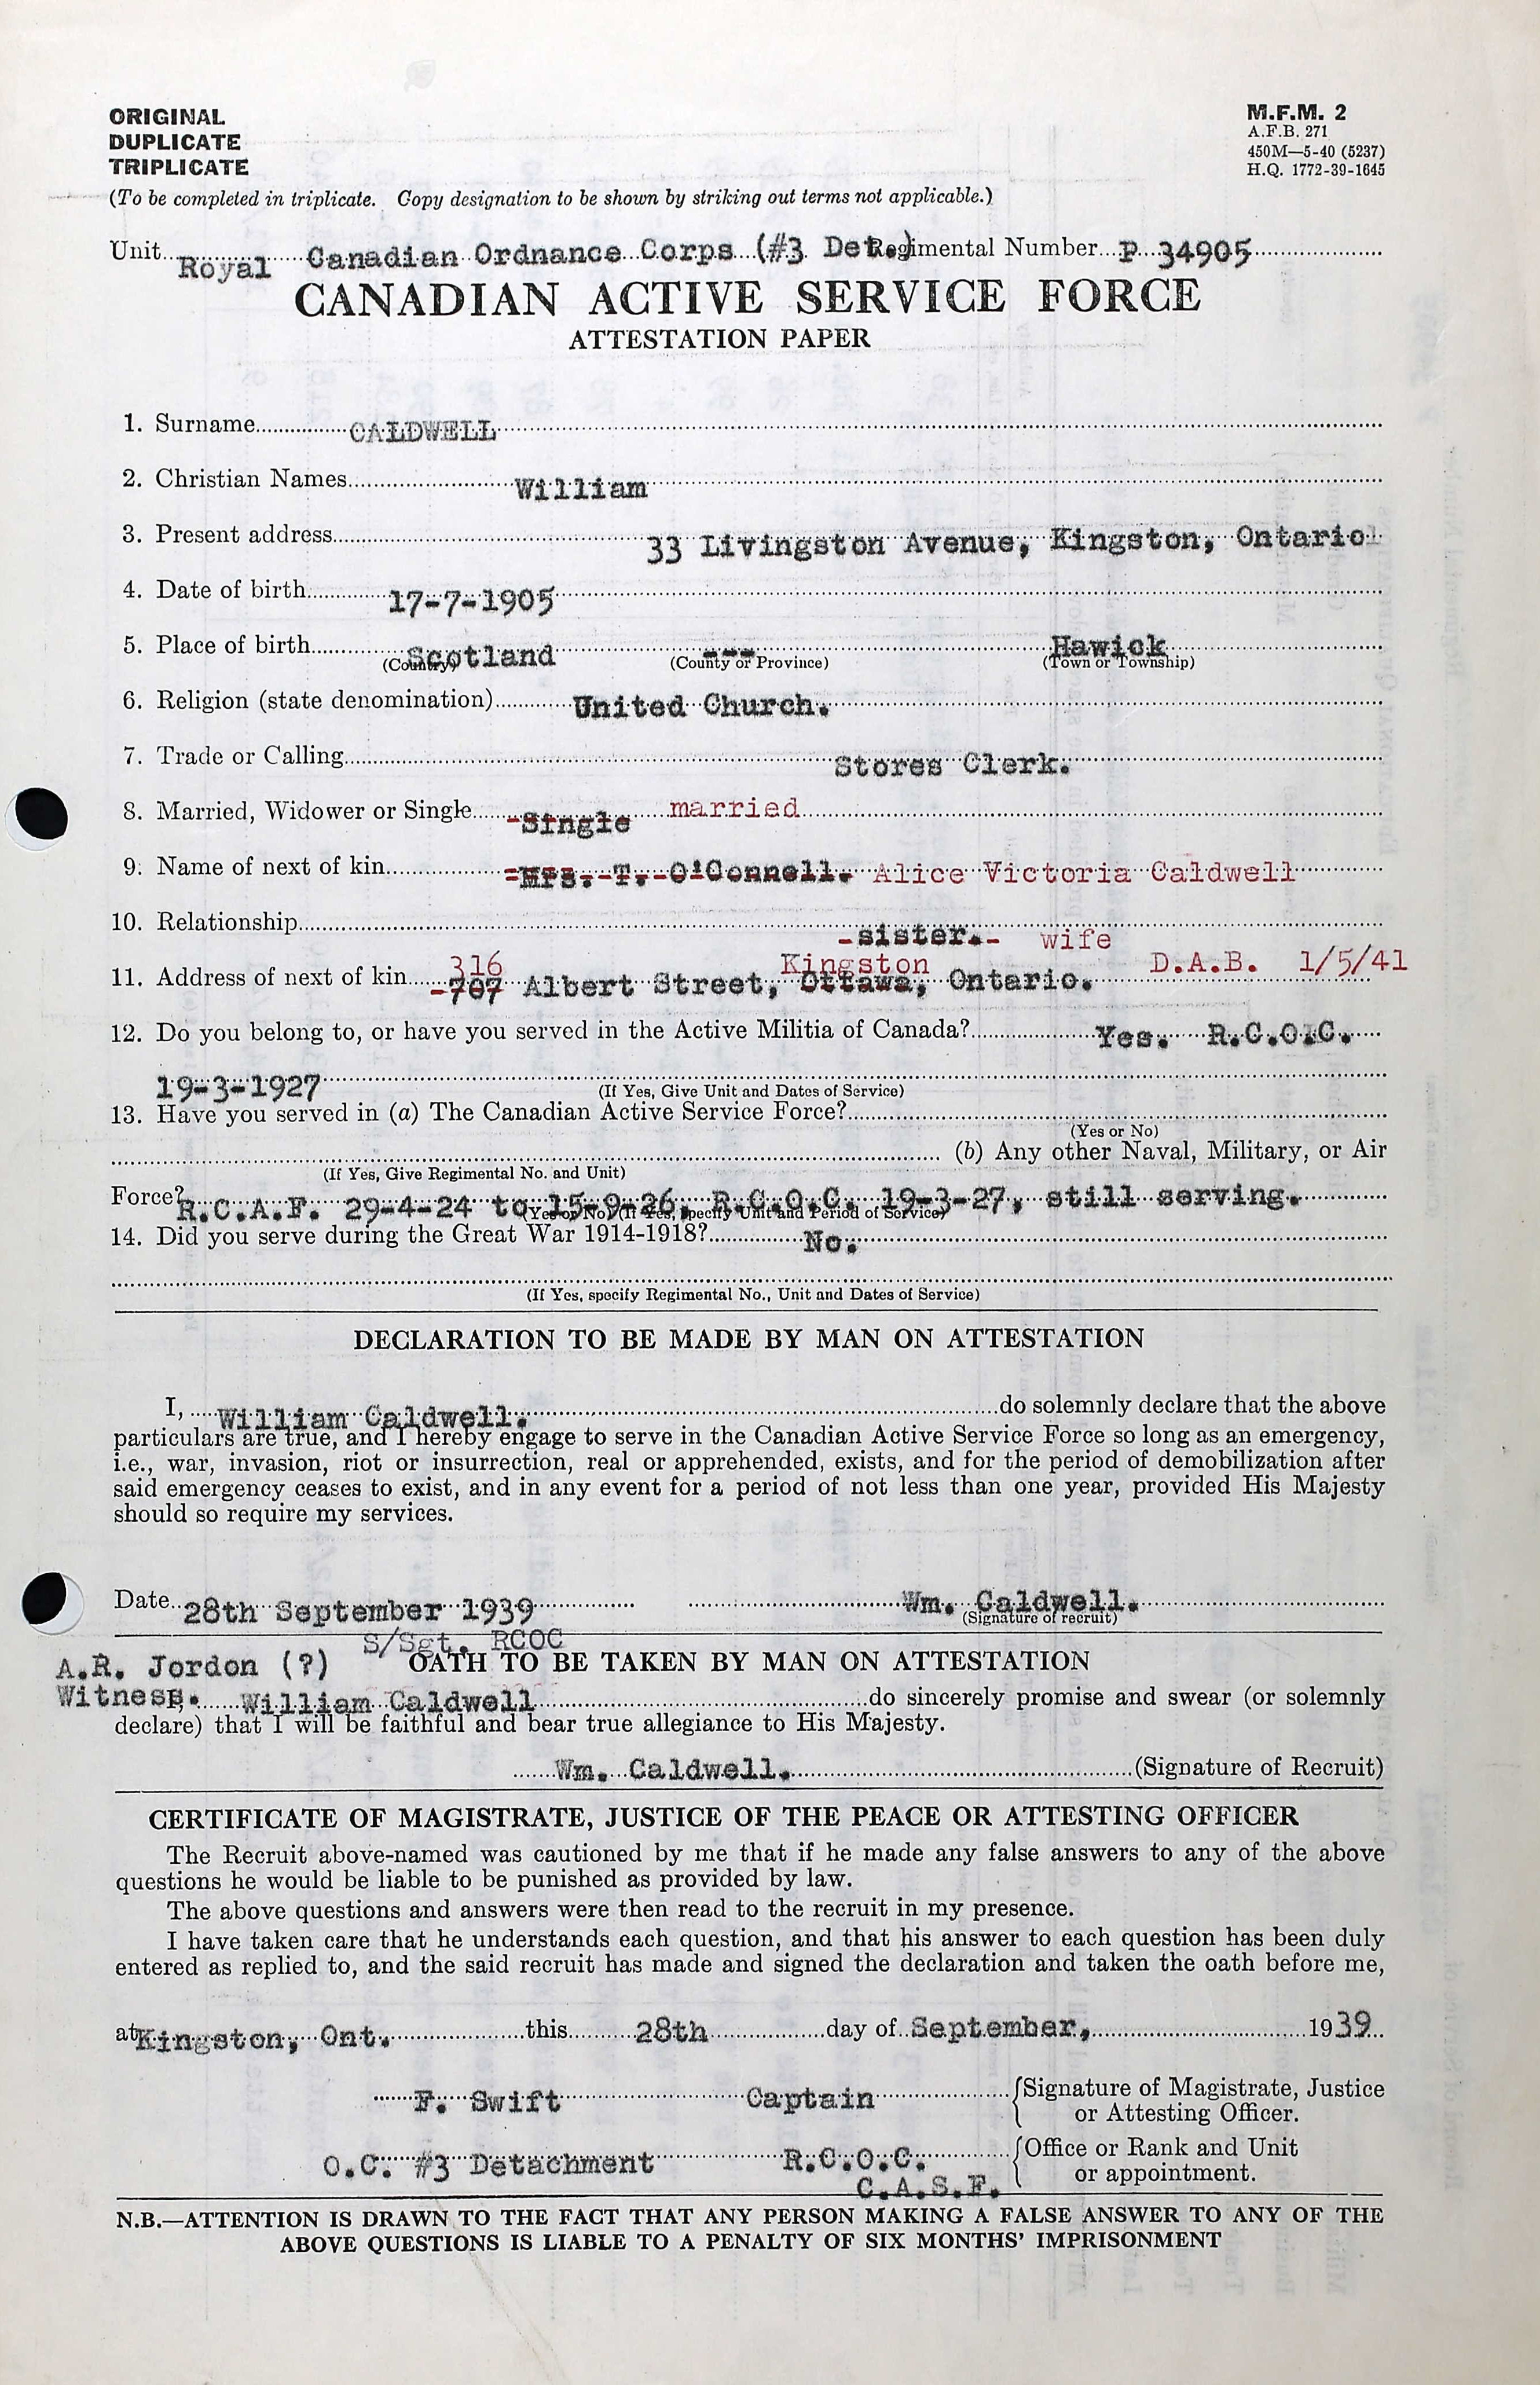 ORIGINAL
DUPLICATE
TRIPLICATE
(To be completed in triplicate. Copy designation to be shown by striking out terms not applicable.)
M.F.M. 2
A.F.B. 271
450M—5-40 (5237)
H.Q. 1772-39-1645
Unit Royal Canadian Ordnance Corps (#3 Det.) Regimental Number P 34905
CANADIAN ACTIVE SERVICE FORCE
ATTESTATION PAPER
1. Surname CALDWELL
2. Christian Names William
3. Present address 33 Livingston Avenue, Kingston, Ontario
4. Date of birth 17-7-1905
5. Place of birth Scotland --- Hawick
(Country) (County or Province) (Town or Township)
6. Religion (state denomination) United Church.
7. Trade or Calling Stores Clerk.
8. Married, Widower or Single Single married
9. Name of next of kin Mrs. T. O'Connell. Alice Victoria Caldwell
10. Relationship sister. wife
316 Kingston D.A.B. 1/5/41
11. Address of next of kin 707 Albert Street, Ottawa, Ontario.
12. Do you belong to, or have you served in the Active Militia of Canada? Yes. R.C.O.C.
19-3-1927
(If Yes, Give Unit and Dates of Service)
13. Have you served in (a) The Canadian Active Service Force?
(Yes or No)
(b) Any other Naval, Military, or Air
(If Yes, Give Regimental No. and Unit)
Force? R.C.A.F. 29-4-24 to 15-9-26, R.C.O.C. 19-3-27, still serving.
(Yes or No) (If Yes, specify Unit and Period of Service)
14. Did you serve during the Great War 1914-1918? No.
(If Yes, specify Regimental No., Unit and Dates of Service)
DECLARATION TO BE MADE BY MAN ON ATTESTATION
I, William Caldwell. do solemnly declare that the above
particulars are true, and I hereby engage to serve in the Canadian Active Service Force so long as an emergency,
i.e., war, invasion, riot or insurrection, real or apprehended, exists, and for the period of demobilization after
said emergency ceases to exist, and in any event for a period of not less than one year, provided His Majesty
should so require my services.
Date 28th September 1939 Wm. Caldwell.
(Signature of recruit)
S/Sgt. RCOC
A.R. Jordon (?) OATH TO BE TAKEN BY MAN ON ATTESTATION
Witness. I, William Caldwell do sincerely promise and swear (or solemnly
declare) that I will be faithful and bear true allegiance to His Majesty.
Wm. Caldwell. (Signature of Recruit)
CERTIFICATE OF MAGISTRATE, JUSTICE OF THE PEACE OR ATTESTING OFFICER
The Recruit above-named was cautioned by me that if he made any false answers to any of the above
questions he would be liable to be punished as provided by law.
The above questions and answers were then read to the recruit in my presence.
I have taken care that he understands each question, and that his answer to each question has been duly
entered as replied to, and the said recruit has made and signed the declaration and taken the oath before me,
at Kingston, Ont. this 28th day of September, 1939
F. Swift Captain Signature of Magistrate, Justice
or Attesting Officer.
O.C. #3 Detachment R.C.O.C. Office or Rank and Unit
C.A.S.F. or appointment.
N.B.—ATTENTION IS DRAWN TO THE FACT THAT ANY PERSON MAKING A FALSE ANSWER TO ANY OF THE
ABOVE QUESTIONS IS LIABLE TO A PENALTY OF SIX MONTHS' IMPRISONMENT